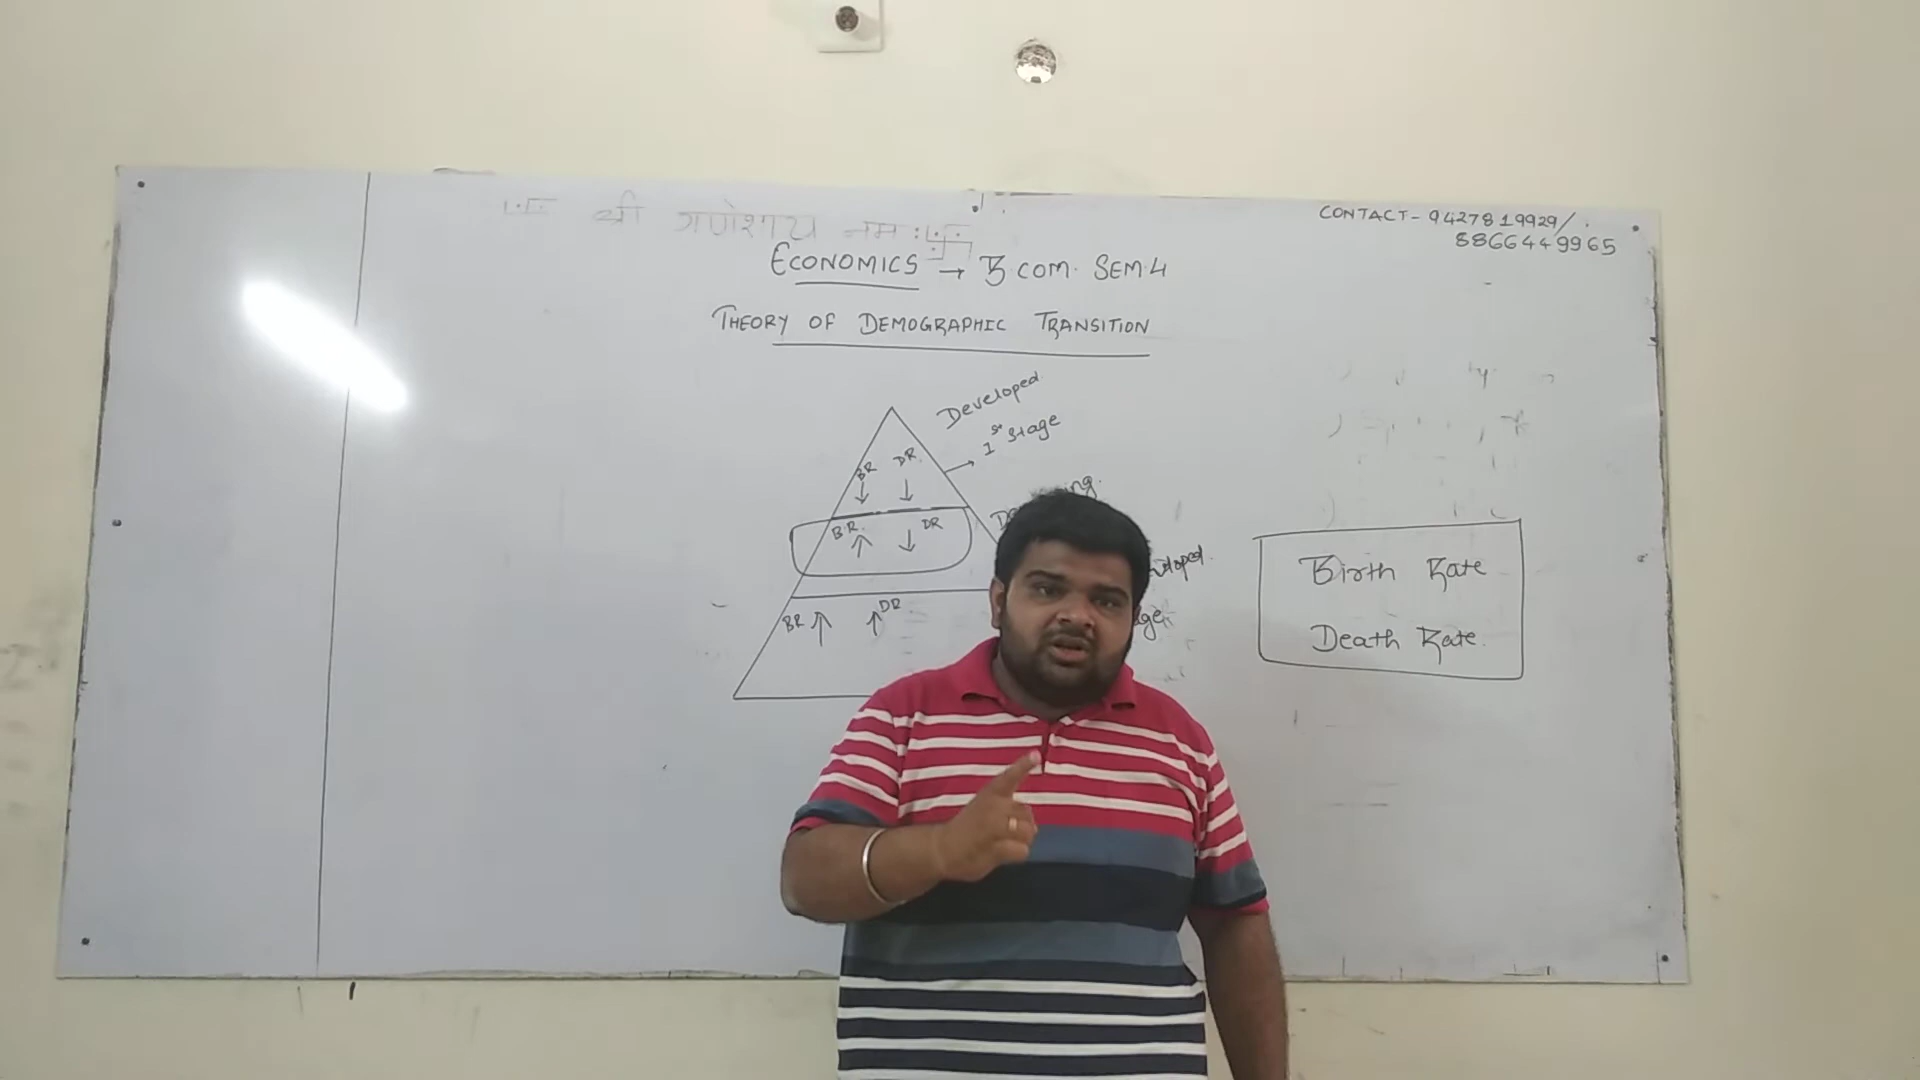 श्री गणेशाय नमः
CONTACT- 9427819929/
8866449965
ECONOMICS → B.COM. SEM.4
THEORY OF DEMOGRAPHIC TRANSITION
Developed.
1st stage
BR ↓ DR. ↓
B.R. ↑ ↓ DR
BR ↑ ↑ DR.
Birth Rate
Death Rate.